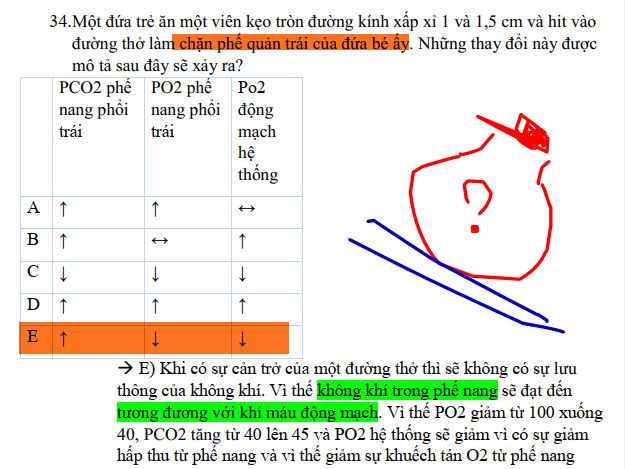 34.Một đứa trẻ ăn một viên kẹo tròn đường kính xấp xỉ 1 và 1,5 cm và hit vào
đường thở làm chặn phế quản trái của đứa bé ấy. Những thay đổi này được
mô tả sau đây sẽ xảy ra?
PCO2 phế nang phổi trái
PO2 phế nang phổi trái
Po2 động mạch hệ thống
A ↑ ↑ ↔
B ↑ ↔ ↑
C ↓ ↓ ↓
D ↑ ↑ ↑
E ↑ ↓ ↓
?
→ E) Khi có sự cản trở của một đường thở thì sẽ không có sự lưu
thông của không khí. Vì thế không khí trong phế nang sẽ đạt đến
tương đương với khí máu động mạch. Vì thế PO2 giảm từ 100 xuống
40, PCO2 tăng từ 40 lên 45 và PO2 hệ thống sẽ giảm vì có sự giảm
hấp thu từ phế nang và vì thế giảm sự khuếch tán O2 từ phế nang